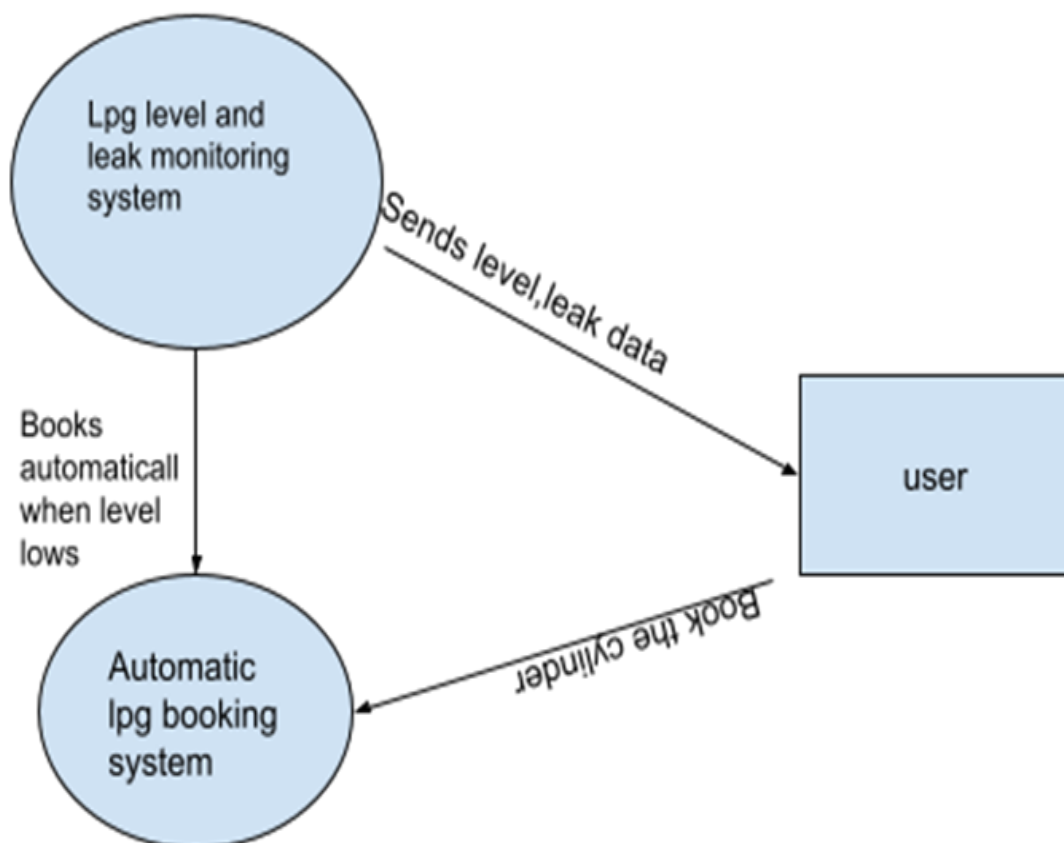 Lpg level and
leak monitoring
system
Sends level,leak data
Books
automaticall
when level
lows
user
Book the cylinder
Automatic
lpg booking
system